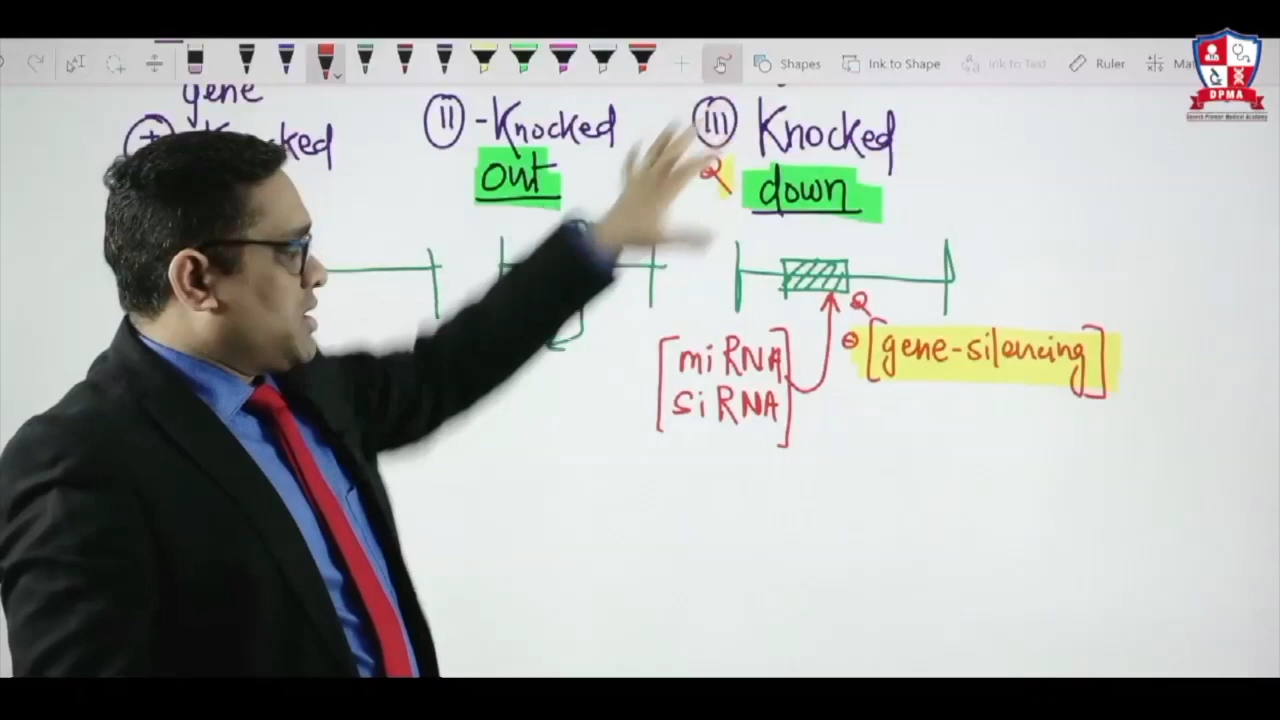 Shapes
Ink to Shape
Ink to Text
Ruler
DPMA
gene
II -Knocked
out
III Knocked
Q
down
Q
[miRNA
siRNA]
[gene-silencing]